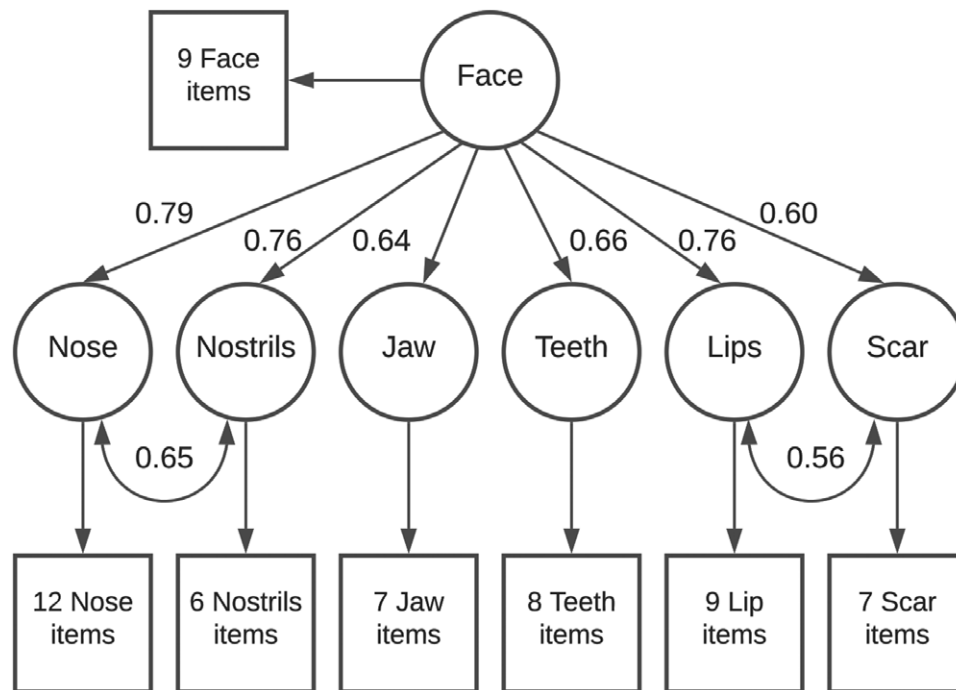 9 Face
items
Face
0.79
0.76
0.64
0.66
0.76
0.60
Nose
Nostrils
Jaw
Teeth
Lips
Scar
0.65
0.56
12 Nose
items
6 Nostrils
items
7 Jaw
items
8 Teeth
items
9 Lip
items
7 Scar
items